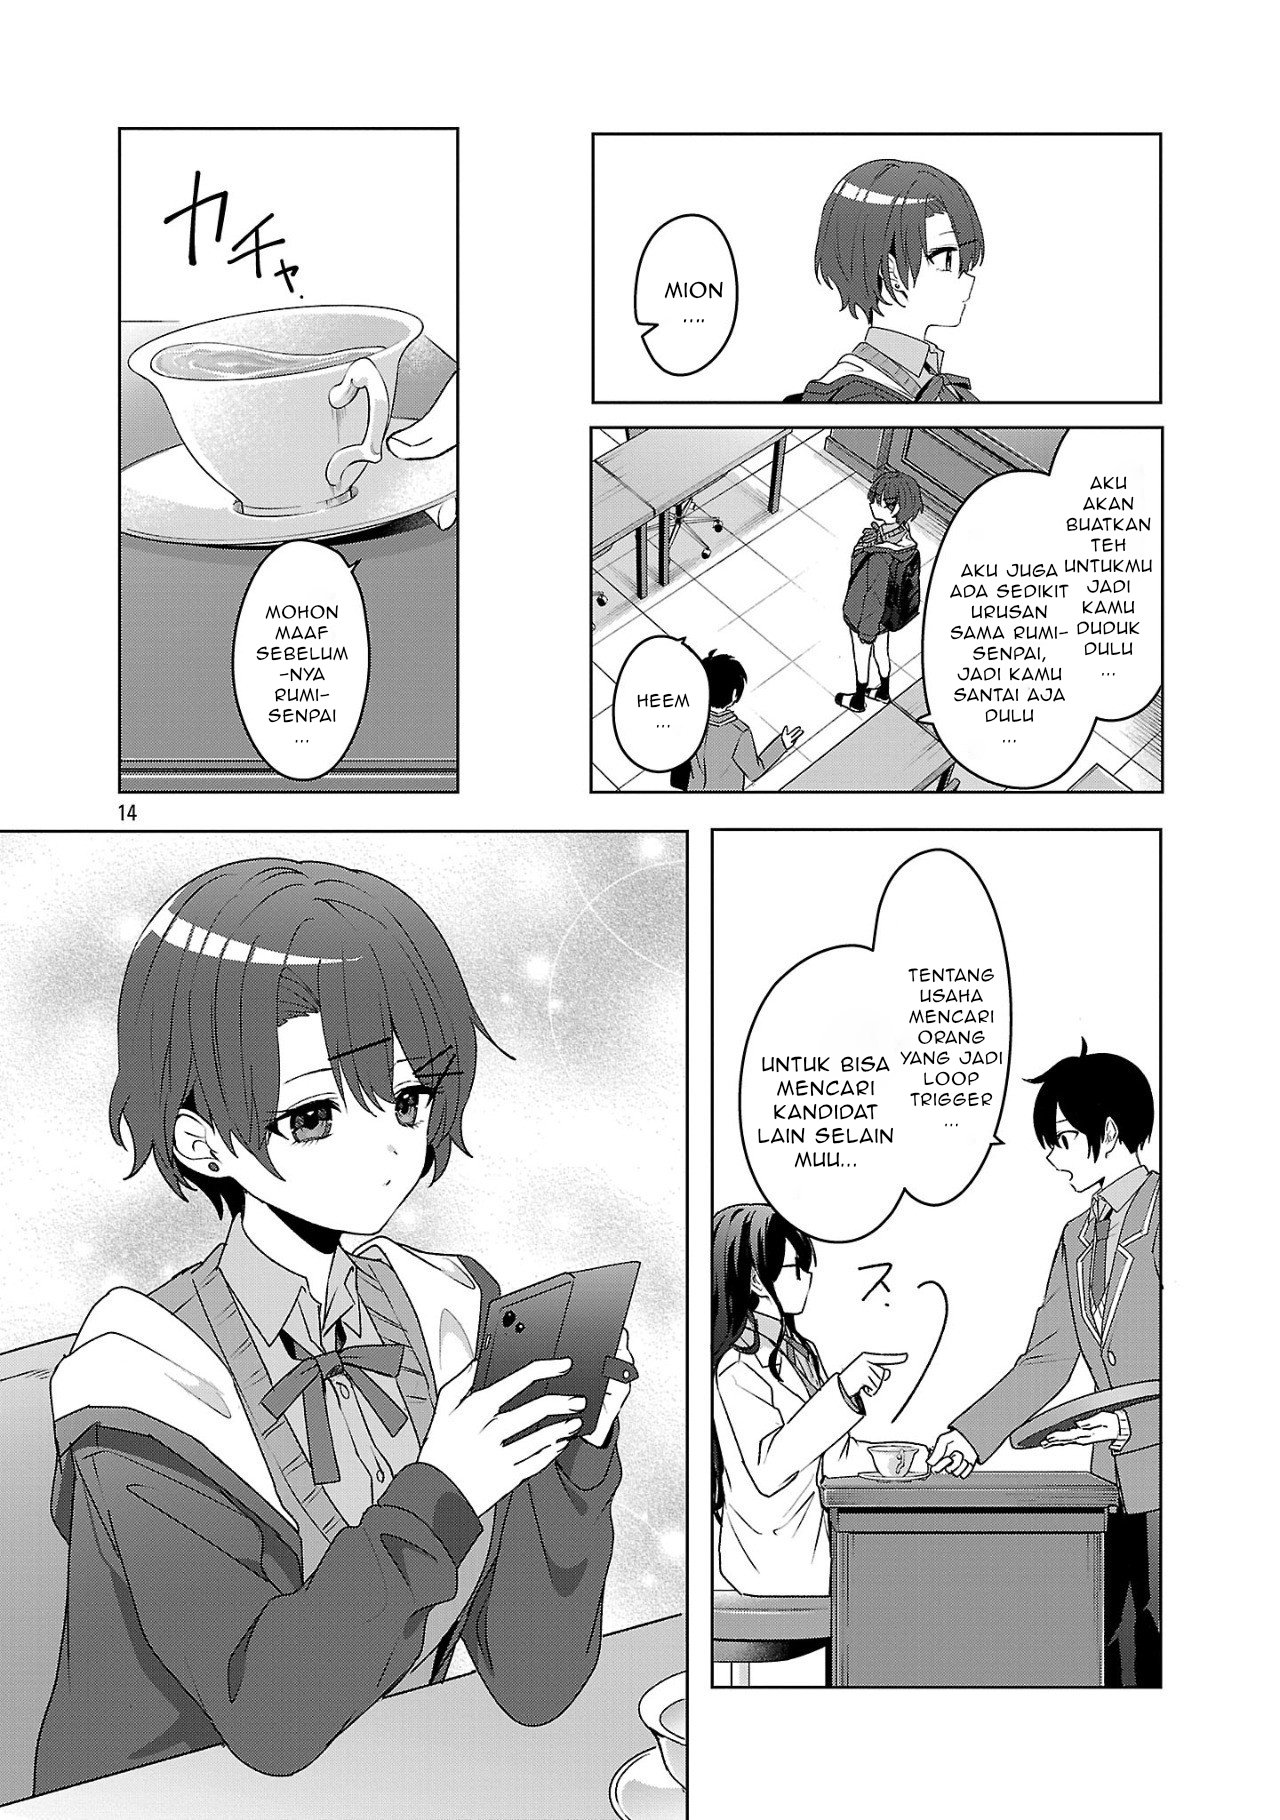 MION
....
AKU
AKAN
BUATKAN
TEH
UNTUKMU
JADI
KAMU
DUDUK
DULU
...
AKU JUGA
ADA SEDIKIT
URUSAN
SAMA RUMI-
SENPAI,
JADI KAMU
SANTAI AJA
DULU
...
HEEM
...
カチャ
MOHON
MAAF
SEBELUM
-NYA
RUMI-
SENPAI
...
14
TENTANG
USAHA
MENCARI
ORANG
YANG JADI
LOOP
TRIGGER
...
UNTUK BISA
MENCARI
KANDIDAT
LAIN SELAIN
MUU...
ス.